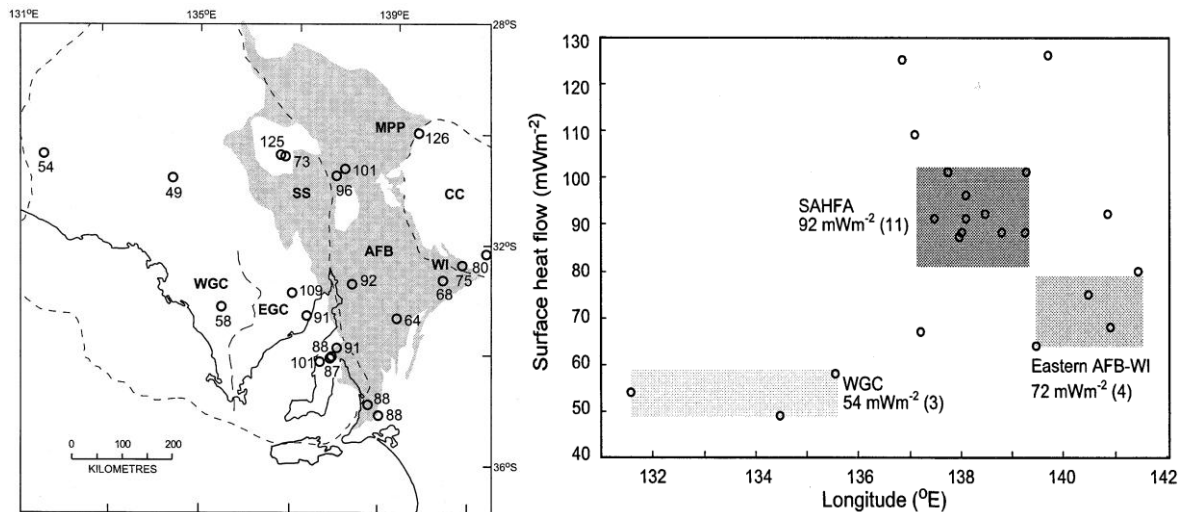 131°E
135°E
139°E
28°S
MPP
126
125
73
101
96
54
49
SS
CC
AFB
32°S
WI
80
75
68
WGC
109
92
EGC
58
91
64
88
91
101
87
88
88
0 100 200
KILOMETRES
36°S
Surface heat flow (mWm⁻²)
130
120
110
100
90
80
70
60
50
40
SAHFA
92 mWm⁻² (11)
Eastern AFB-WI
72 mWm⁻² (4)
WGC
54 mWm⁻² (3)
132 134 136 138 140 142
Longitude (°E)